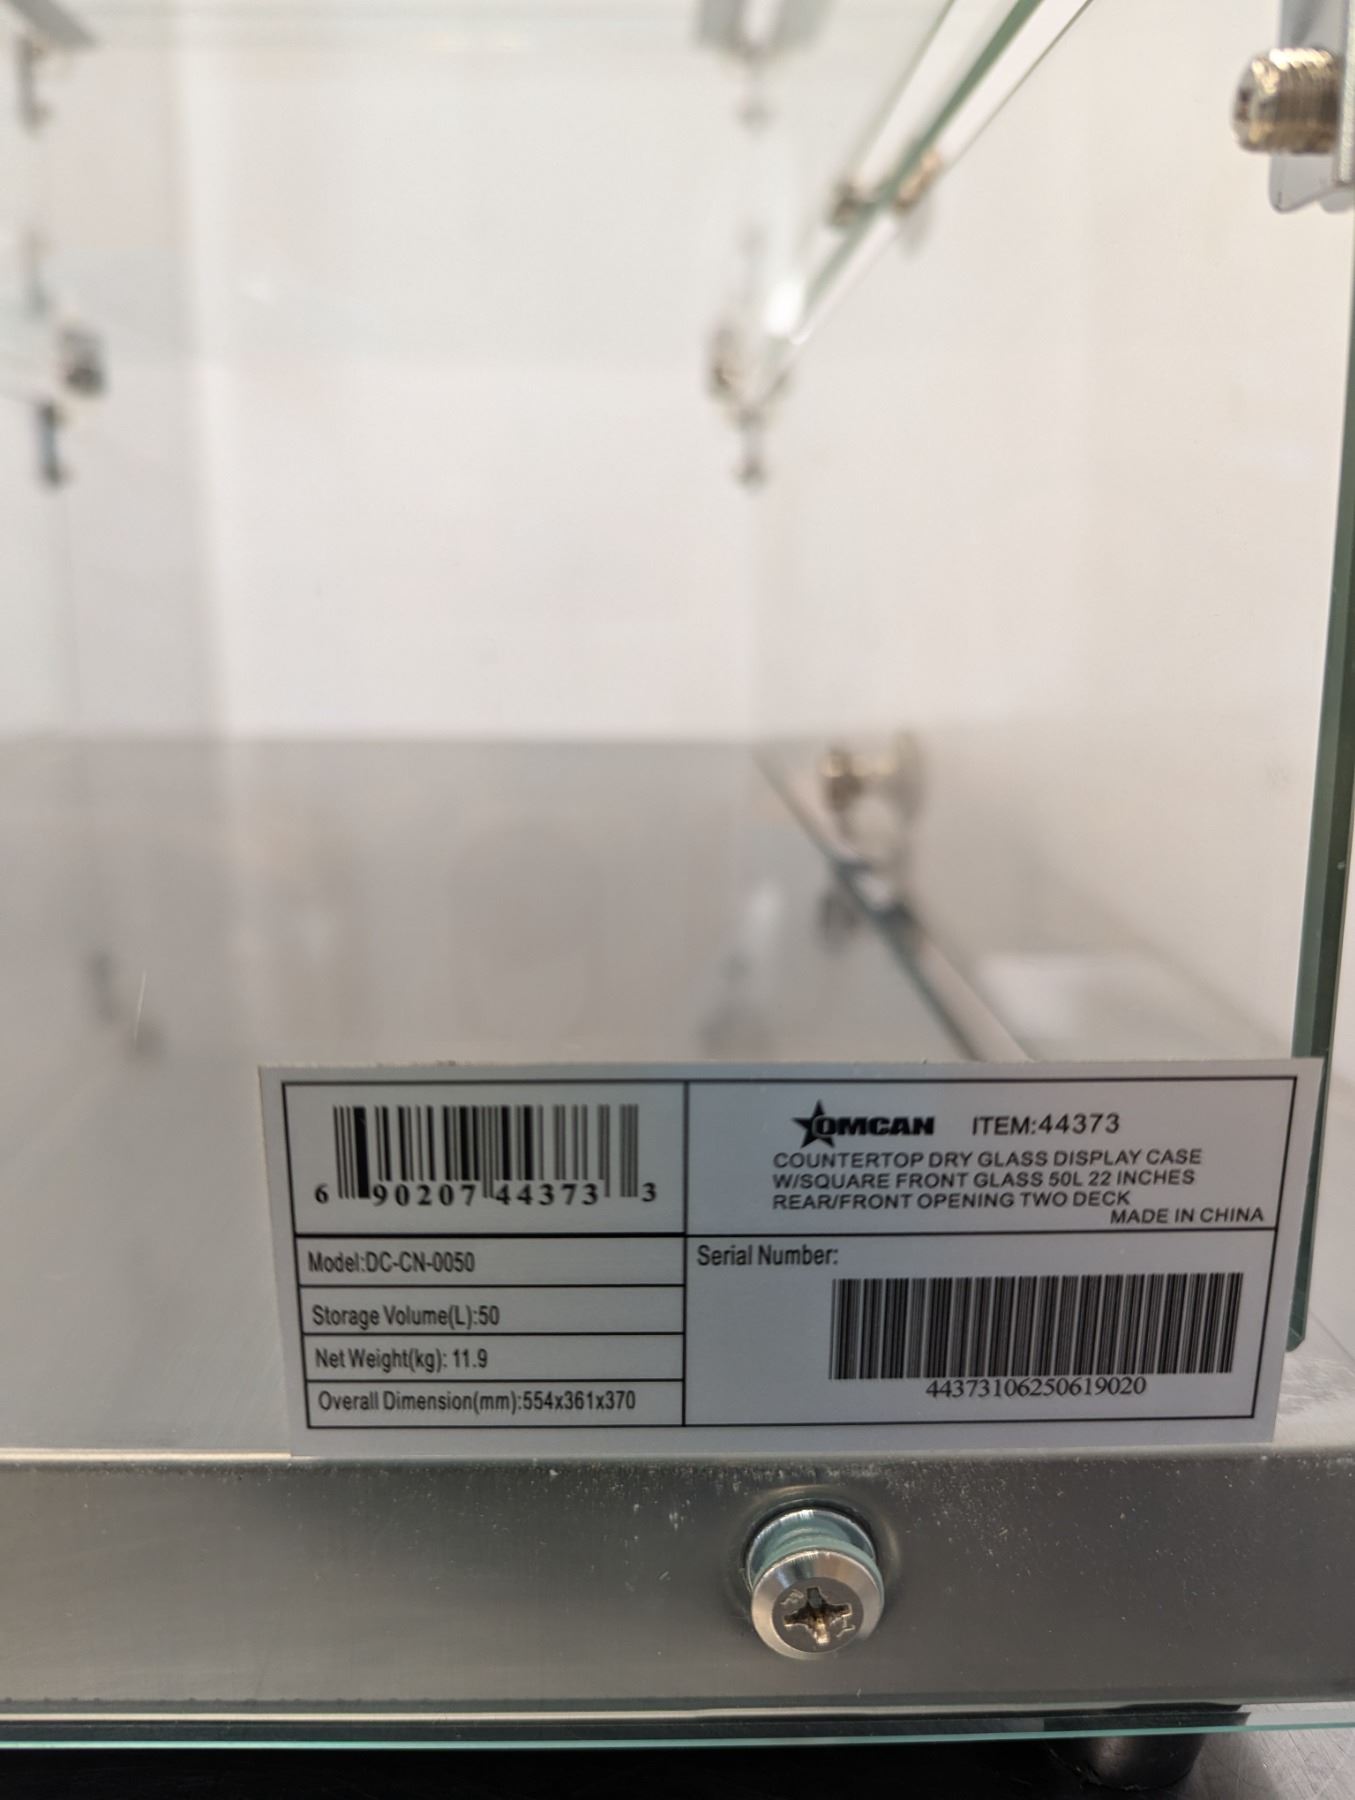 6 90207 44373 3
OMCAN ITEM:44373
COUNTERTOP DRY GLASS DISPLAY CASE
W/SQUARE FRONT GLASS 50L 22 INCHES
REAR/FRONT OPENING TWO DECK
MADE IN CHINA
Model:DC-CN-0050
Storage Volume(L):50
Net Weight(kg): 11.9
Overall Dimension(mm):554x361x370
Serial Number:
44373106250619020